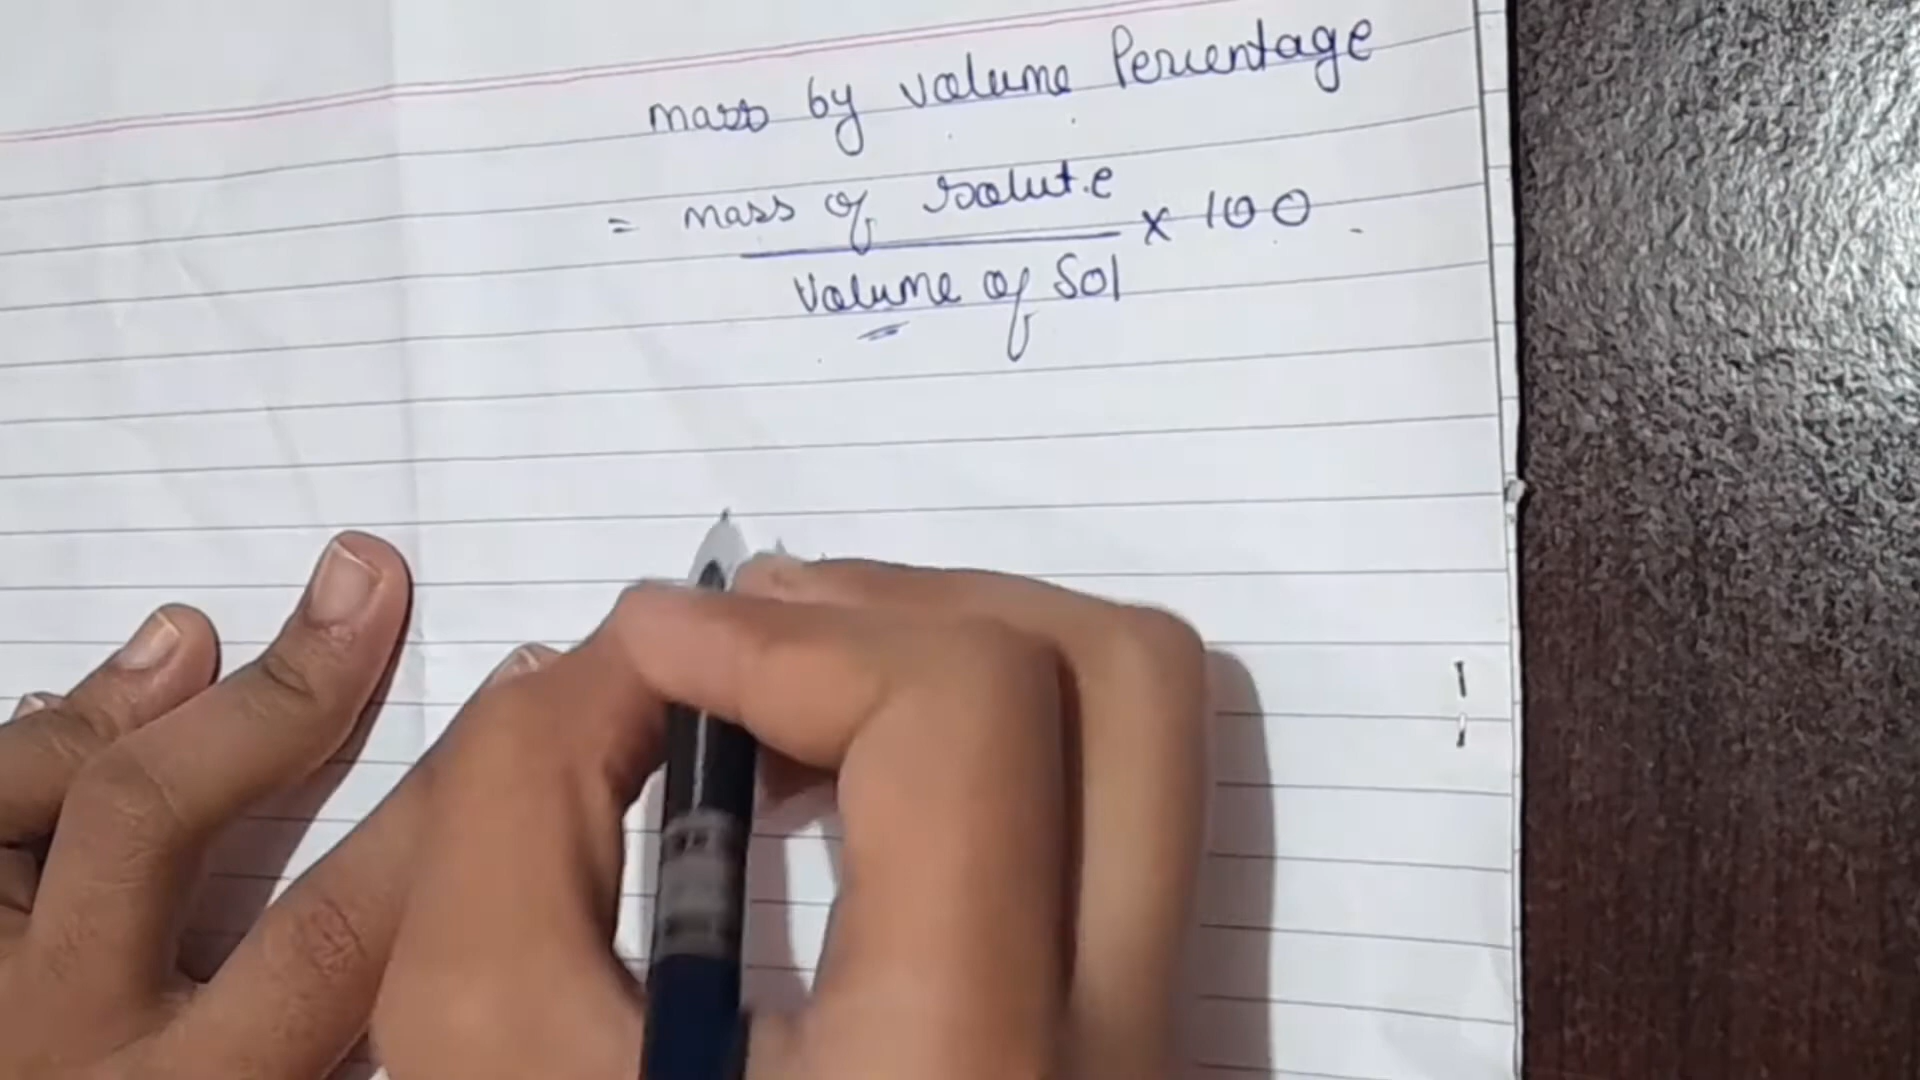 mass by volume Percentage
= mass of solute × 100
volume of Sol